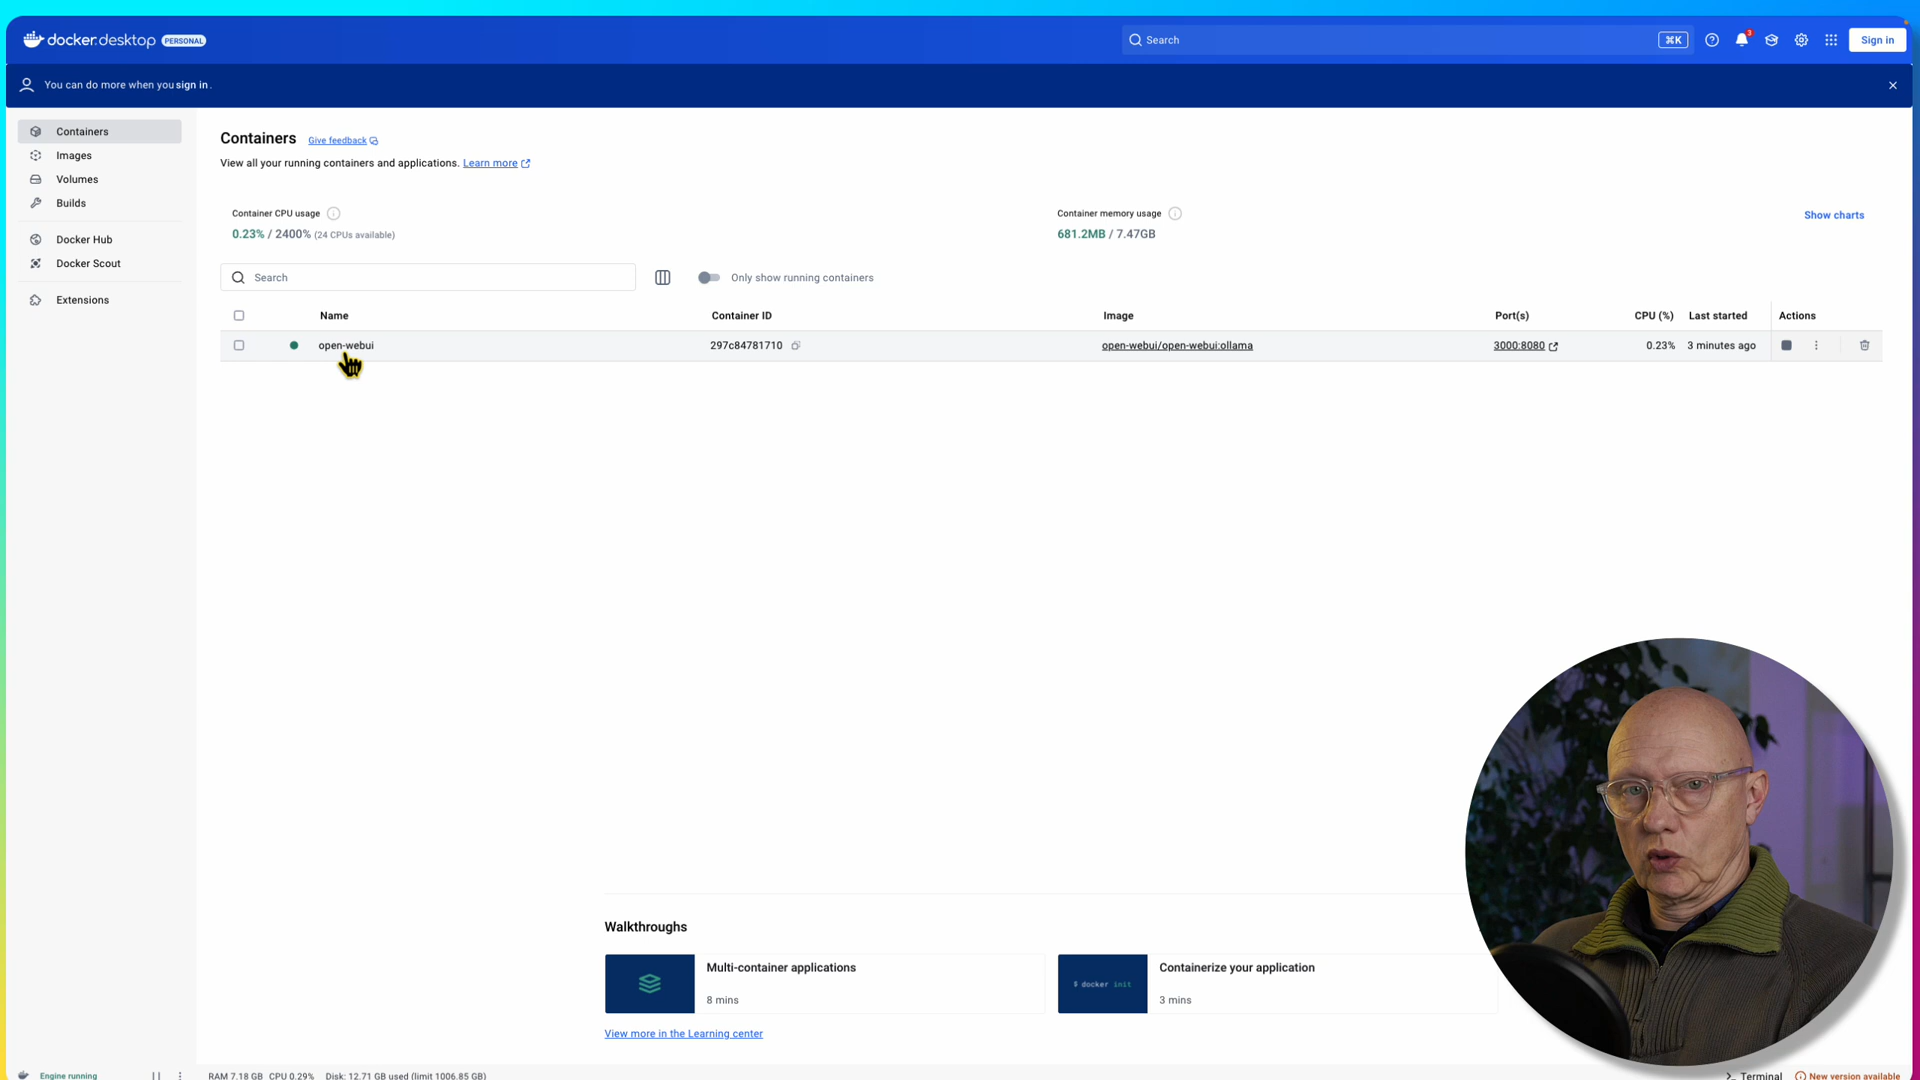 docker desktop PERSONAL
Search
⌘K
3
Sign in
You can do more when you sign in.
Containers
Images
Volumes
Builds
Docker Hub
Docker Scout
Extensions
Containers Give feedback
View all your running containers and applications. Learn more
Container CPU usage
0.23% / 2400% (24 CPUs available)
Container memory usage
681.2MB / 7.47GB
Show charts
Search
Only show running containers
Name Container ID Image Port(s) CPU (%) Last started Actions
open-webui 297c84781710 open-webui/open-webui:ollama 3000:8080 0.23% 3 minutes ago
Walkthroughs
Multi-container applications
8 mins
$ docker init
Containerize your application
3 mins
View more in the Learning center
Engine running
RAM 7.18 GB CPU 0.29% Disk: 12.71 GB used (limit 1006.85 GB)
Terminal
New version available